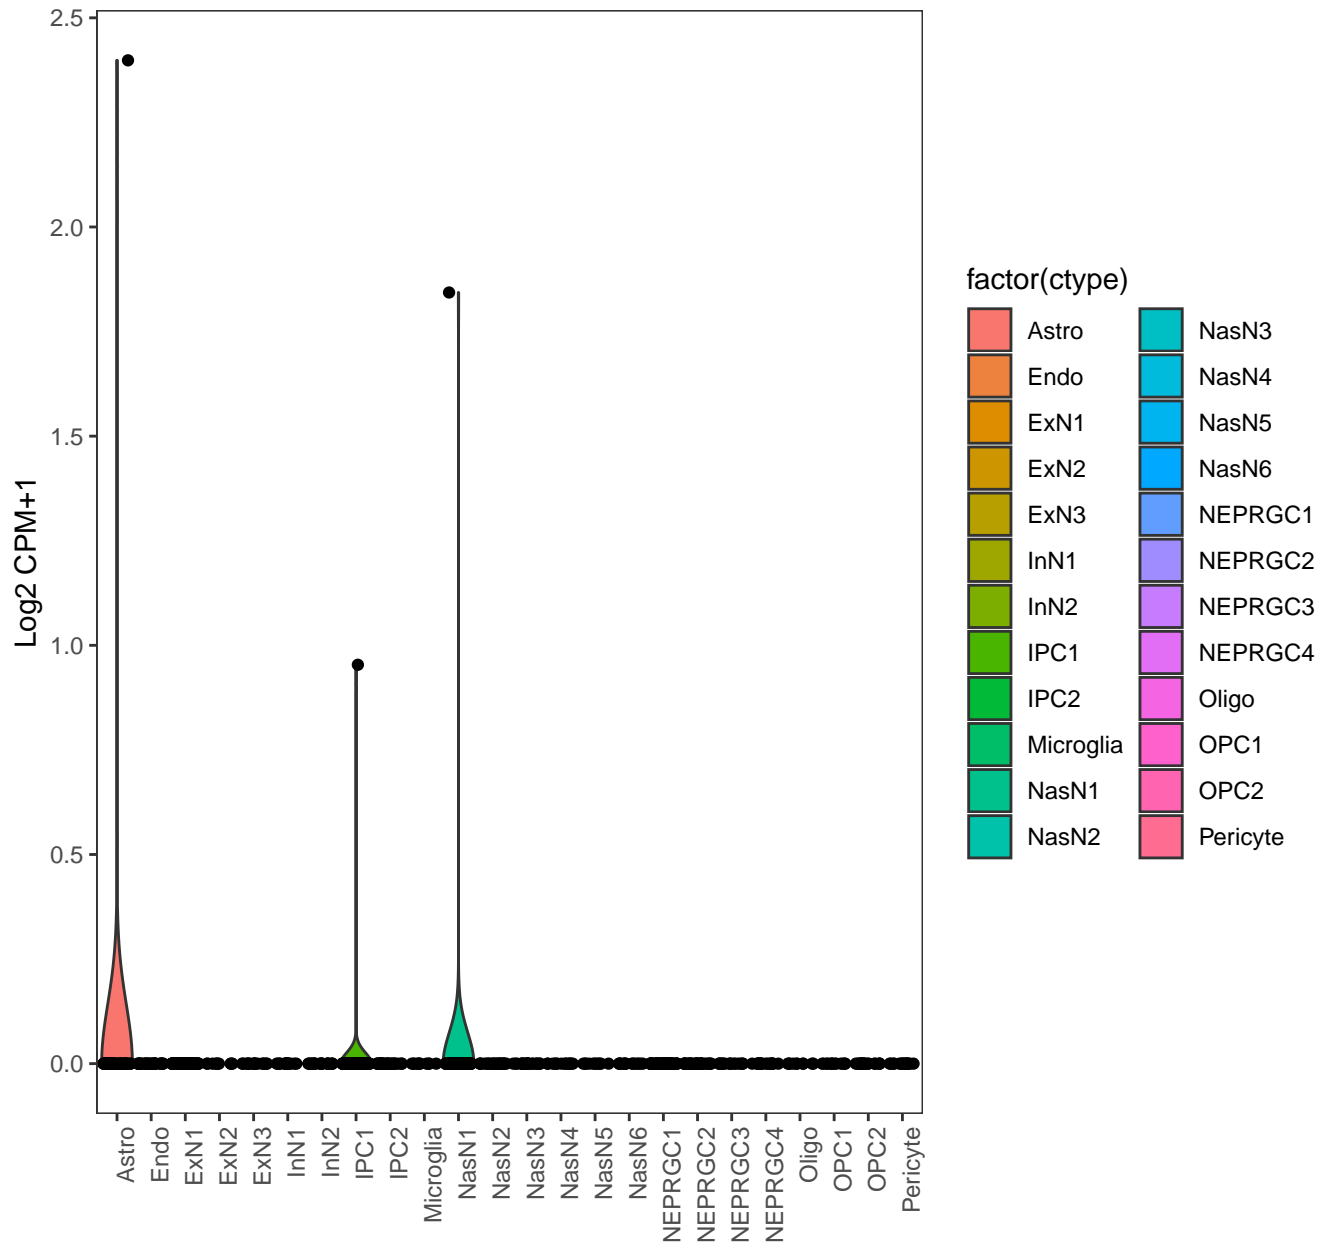 2.5
2.0
1.5
1.0
0.5
0.0
Log2 CPM+1
Astro
Endo
ExN1
ExN2
ExN3
InN1
InN2
IPC1
IPC2
Microglia
NasN1
NasN2
NasN3
NasN4
NasN5
NasN6
NEPRGC1
NEPRGC2
NEPRGC3
NEPRGC4
Oligo
OPC1
OPC2
Pericyte
factor(ctype)
Astro
Endo
ExN1
ExN2
ExN3
InN1
InN2
IPC1
IPC2
Microglia
NasN1
NasN2
NasN3
NasN4
NasN5
NasN6
NEPRGC1
NEPRGC2
NEPRGC3
NEPRGC4
Oligo
OPC1
OPC2
Pericyte